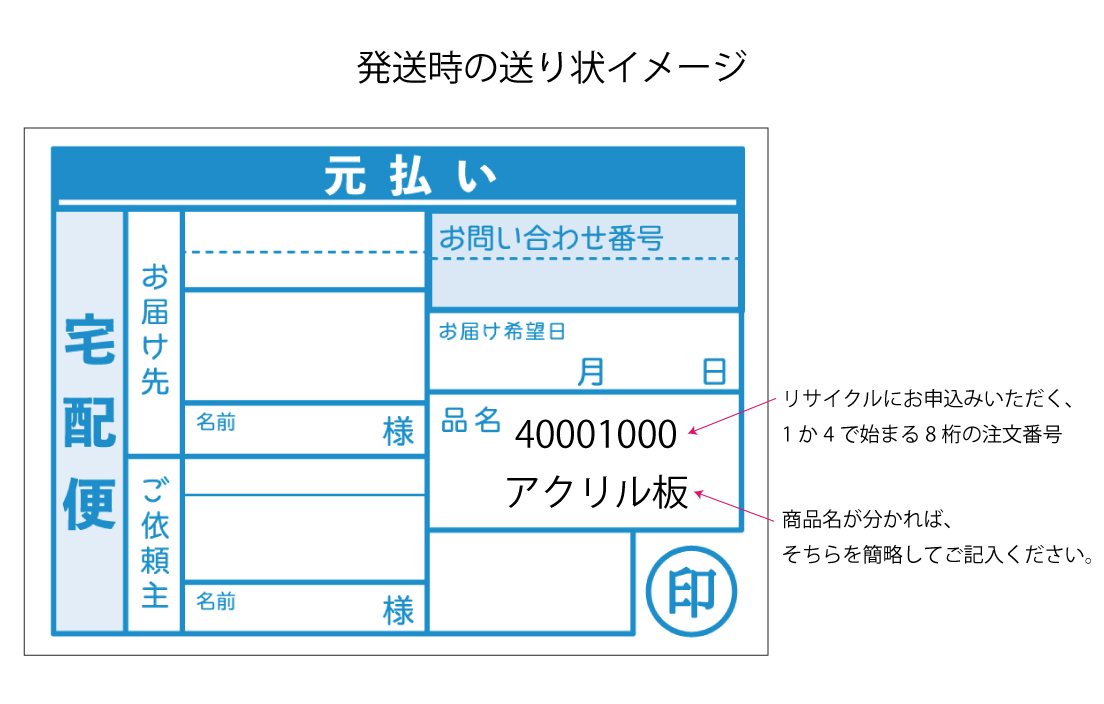 発送時の送り状イメージ
元払い
宅配便
お届け先
名前
様
ご依頼主
名前
様
お問い合わせ番号
お届け希望日
月 日
品名
40001000
アクリル板
印
リサイクルにお申込みいただく、
1か4で始まる8桁の注文番号
商品名が分かれば、
そちらを簡略してご記入ください。